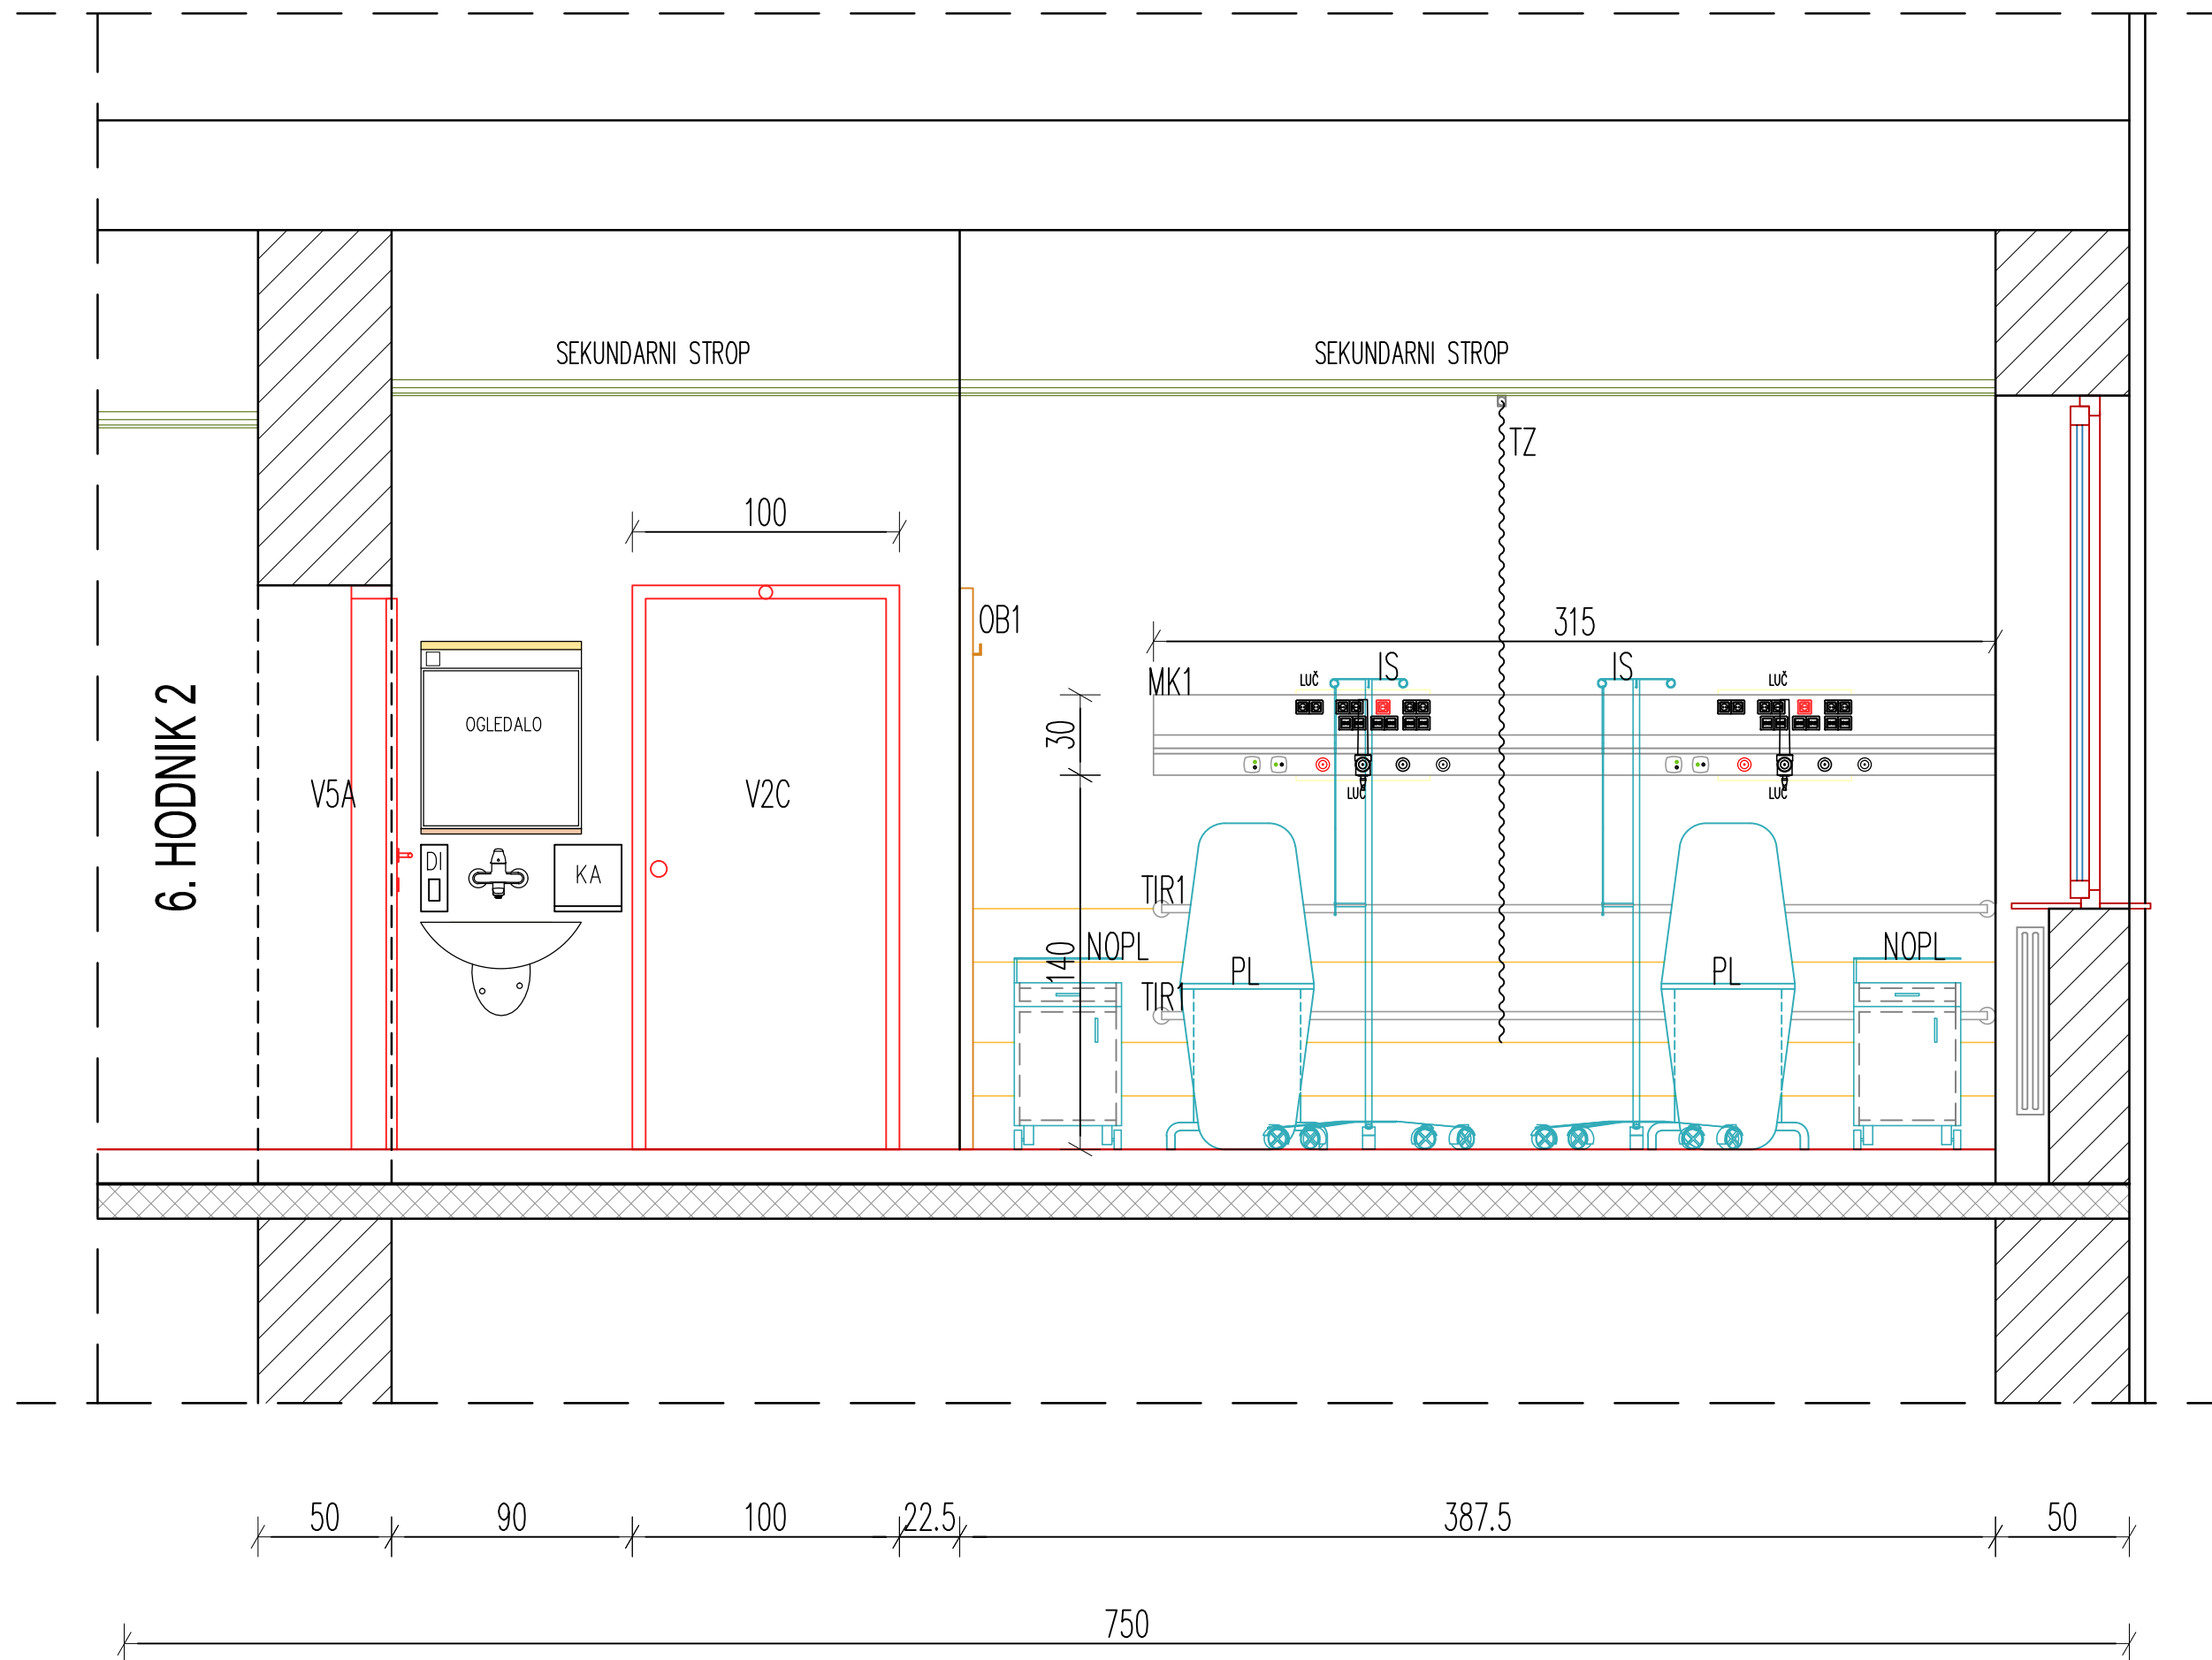 SEKUNDARNI STROP
SEKUNDARNI STROP
TZ
100
OB1
315
6. HODNIK 2
MK1
LUČ
IS
IS
LUČ
30
OGLEDALO
V5A
V2C
LUČ
LUČ
DI
KA
TIR1
140
NOPL
PL
PL
NOPL
TIR1
50
90
100
22.5
387.5
50
750